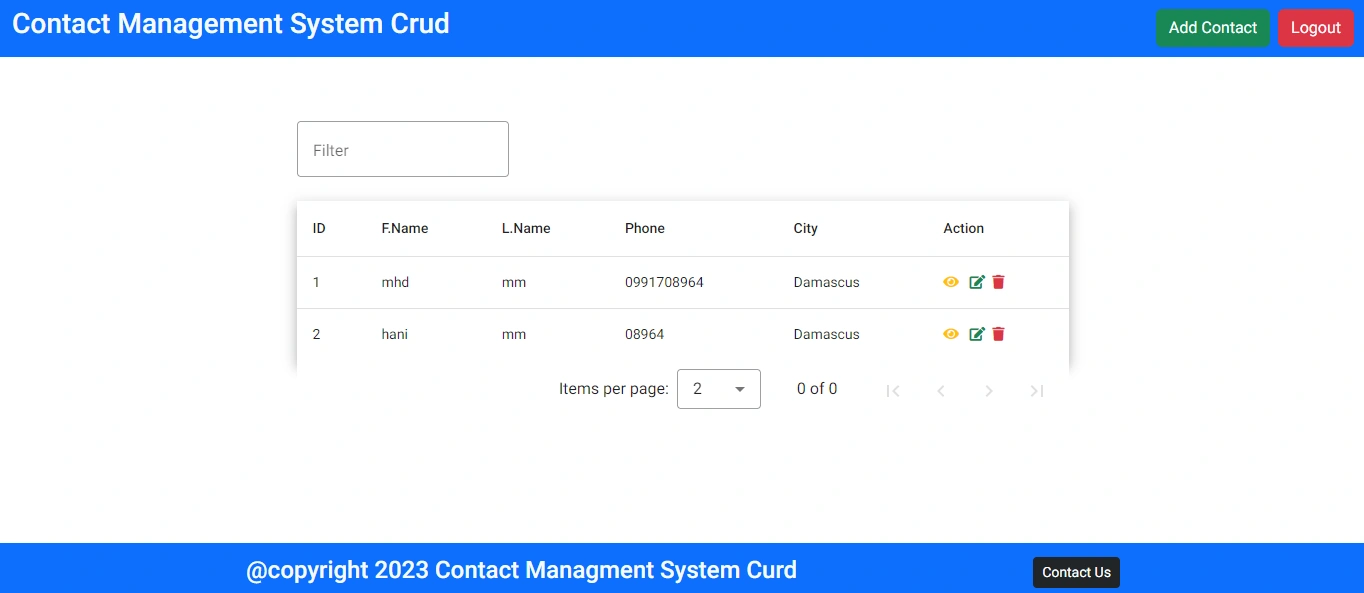 Contact Management System Crud
Add Contact Logout
Filter
ID F.Name L.Name Phone City Action
1 mhd mm 0991708964 Damascus
2 hani mm 08964 Damascus
Items per page: 2 0 of 0
@copyright 2023 Contact Managment System Curd
Contact Us